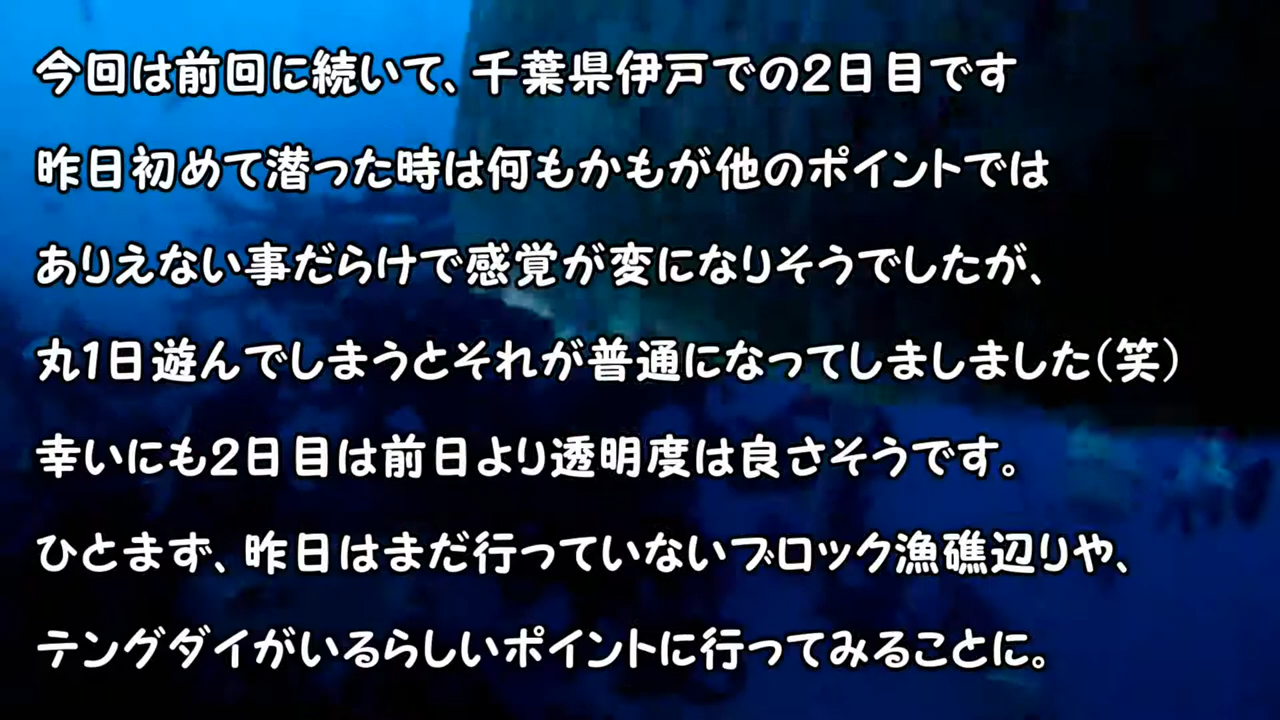 今回は前回に続いて、千葉県伊戸での2日目です
昨日初めて潜った時は何もかもが他のポイントでは
ありえない事だらけで感覚が変になりそうでしたが、
丸1日遊んでしまうとそれが普通になってしましました（笑）
幸いにも2日目は前日より透明度は良さそうです。
ひとまず、昨日はまだ行っていないブロック漁礁辺りや、
テングダイがいるらしいポイントに行ってみることに。